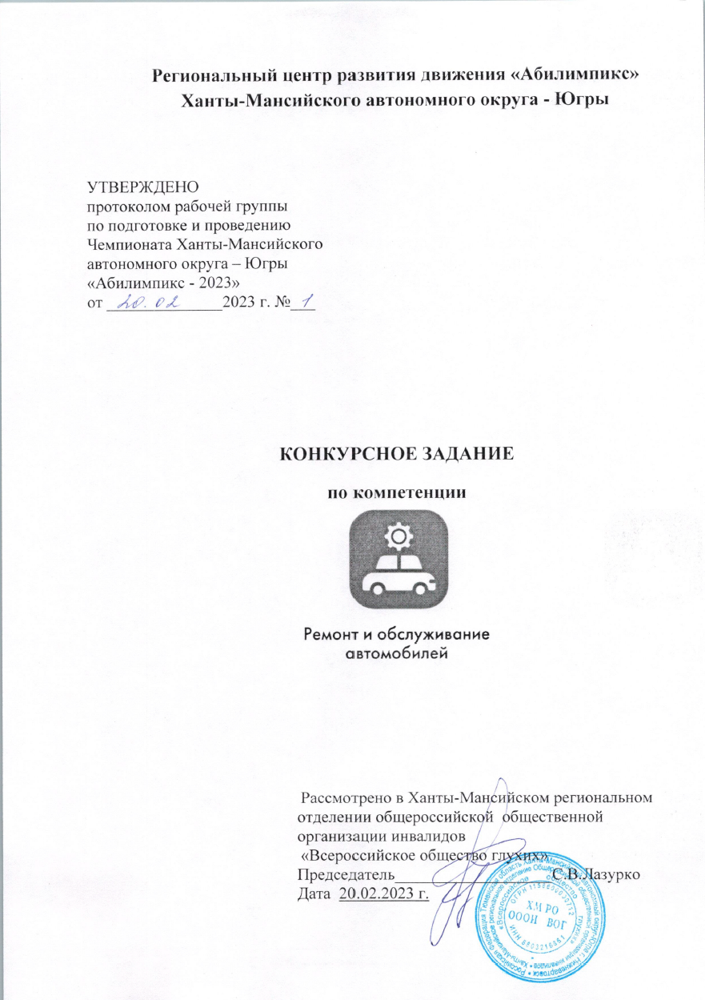 Региональный центр развития движения «Абилимпикс»
Ханты-Мансийского автономного округа - Югры
УТВЕРЖДЕНО
протоколом рабочей группы
по подготовке и проведению
Чемпионата Ханты-Мансийского
автономного округа – Югры
«Абилимпикс - 2023»
от 20.02 2023 г. № 1
КОНКУРСНОЕ ЗАДАНИЕ
по компетенции
Ремонт и обслуживание
автомобилей
Рассмотрено в Ханты-Мансийском региональном
отделении общероссийской общественной
организации инвалидов
«Всероссийское общество глухих»
Председатель С.В.Лазурко
Дата 20.02.2023 г.
ХМ РО
ОООИ ВОГ